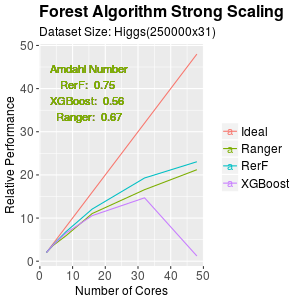 Forest Algorithm Strong Scaling
Dataset Size: Higgs(250000x31)
Relative Performance
50
40
30
20
10
0
Amdahl Number
RerF: 0.75
XGBoost: 0.56
Ranger: 0.67
a Ideal
a Ranger
a RerF
a XGBoost
0 10 20 30 40 50
Number of Cores